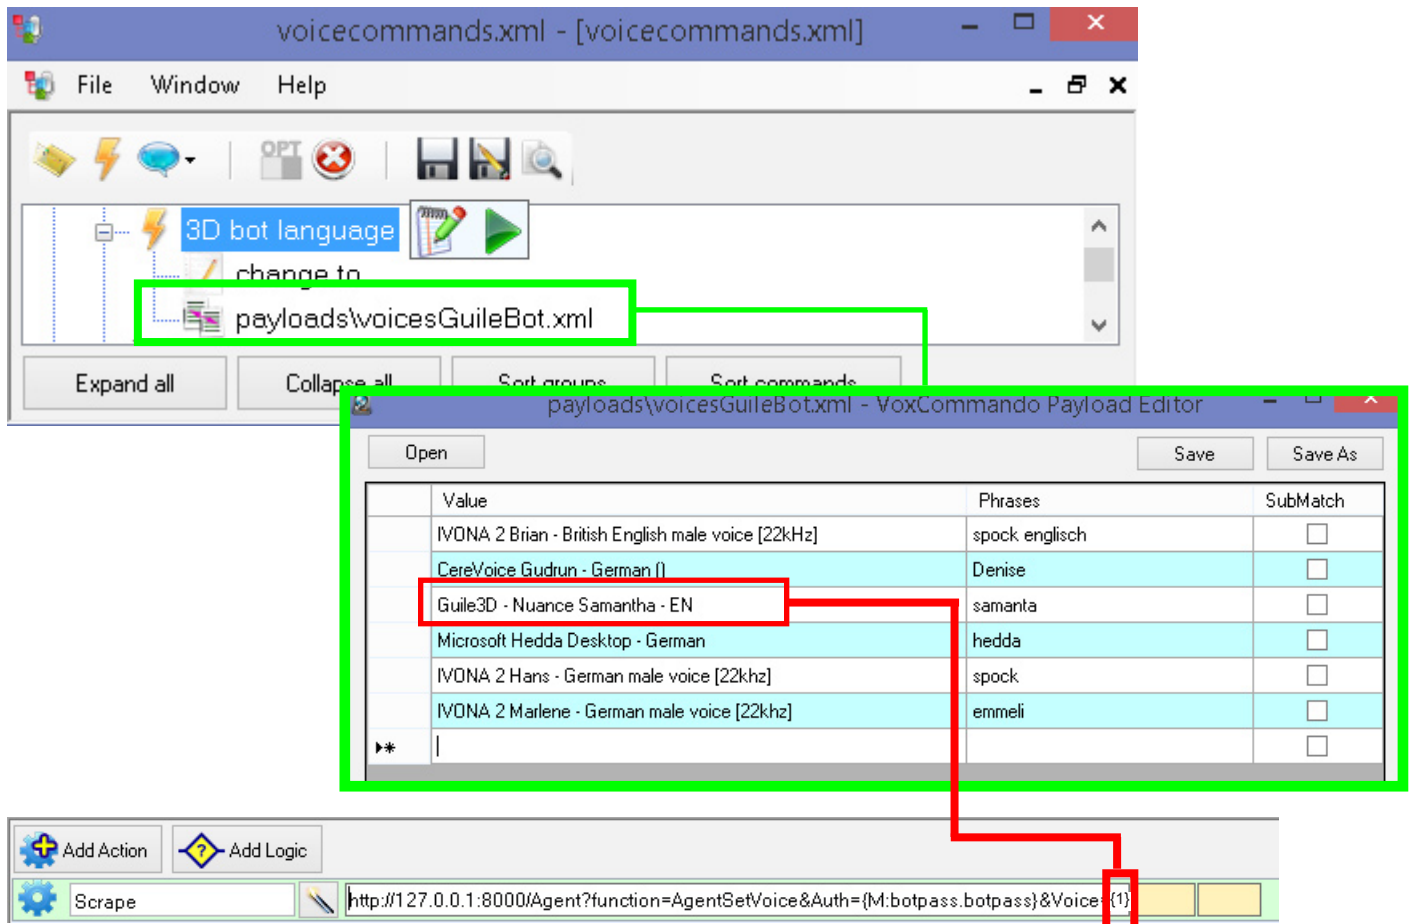 voicecommands.xml - [voicecommands.xml]
File Window Help
OPT
3D bot language
change to
payloads\voicesGuileBot.xml
Expand all Collapse all Sort groups Sort commands
payloads\voicesGuileBot.xml - VoxCommando Payload Editor
Open Save Save As
Value Phrases SubMatch
IVONA 2 Brian - British English male voice [22kHz] spock englisch
CereVoice Gudrun - German () Denise
Guile3D - Nuance Samantha - EN samanta
Microsoft Hedda Desktop - German hedda
IVONA 2 Hans - German male voice [22khz] spock
IVONA 2 Marlene - German male voice [22khz] emmeli
Add Action Add Logic
Scrape http://127.0.0.1:8000/Agent?function=AgentSetVoice&Auth={M:botpass.botpass}&Voice={1}